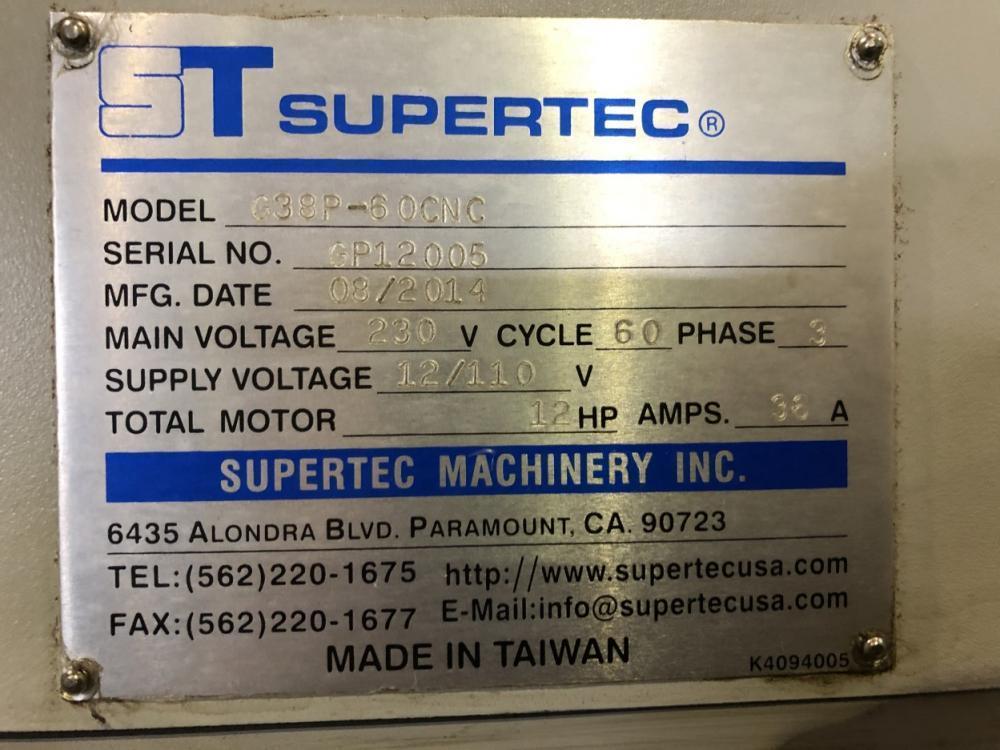 ST SUPERTEC®
MODEL G38P-60CNC
SERIAL NO. GP12005
MFG. DATE 08/2014
MAIN VOLTAGE 230 V CYCLE 60 PHASE 3
SUPPLY VOLTAGE 12/110 V
TOTAL MOTOR 12 HP AMPS. 36 A
SUPERTEC MACHINERY INC.
6435 ALONDRA BLVD. PARAMOUNT, CA. 90723
TEL:(562)220-1675 http://www.supertecusa.com
FAX:(562)220-1677 E-Mail:info@supertecusa.com
MADE IN TAIWAN K4094005